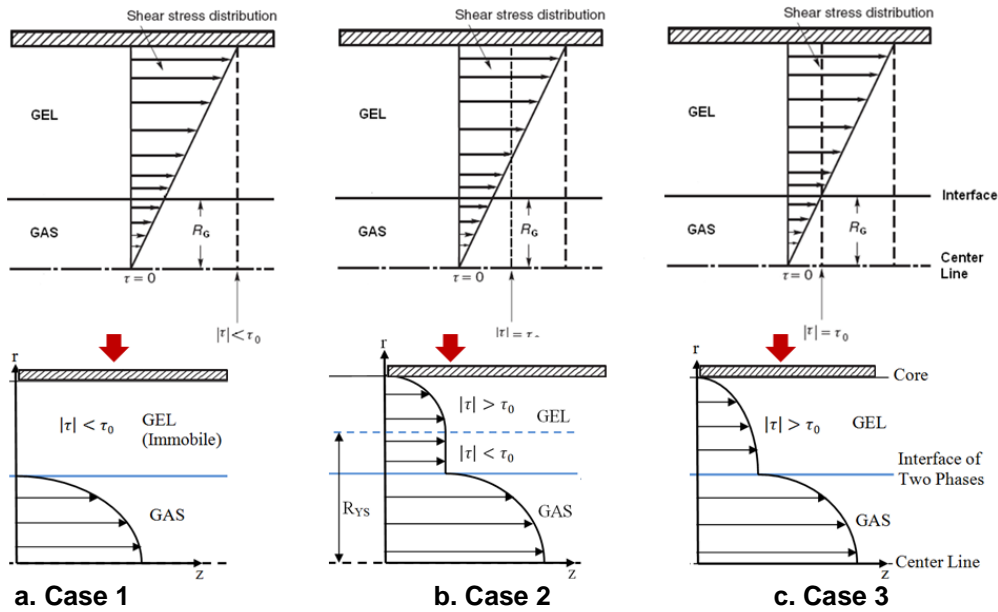 Shear stress distribution
GEL
GAS
R_G
τ = 0
|τ| < τ₀
Shear stress distribution
GEL
GAS
R_G
τ = 0
Shear stress distribution
GEL
GAS
R_G
τ = 0
|τ| = τ₀
Interface
Center
Line
r
|τ| < τ₀
GEL
(Immobile)
GAS
z
r
|τ| > τ₀
GEL
|τ| < τ₀
R_YS
GAS
z
r
Core
|τ| > τ₀
GEL
Interface of
Two Phases
GAS
Center Line
z
a. Case 1
b. Case 2
c. Case 3